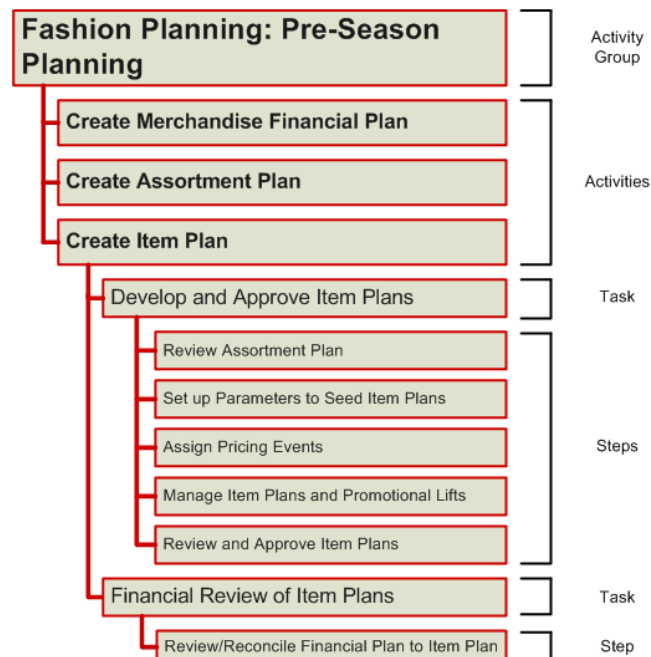 Fashion Planning: Pre-Season
Planning
Activity
Group
Create Merchandise Financial Plan
Create Assortment Plan
Activities
Create Item Plan
Develop and Approve Item Plans
Task
Review Assortment Plan
Set up Parameters to Seed Item Plans
Assign Pricing Events
Steps
Manage Item Plans and Promotional Lifts
Review and Approve Item Plans
Financial Review of Item Plans
Task
Review/Reconcile Financial Plan to Item Plan
Step